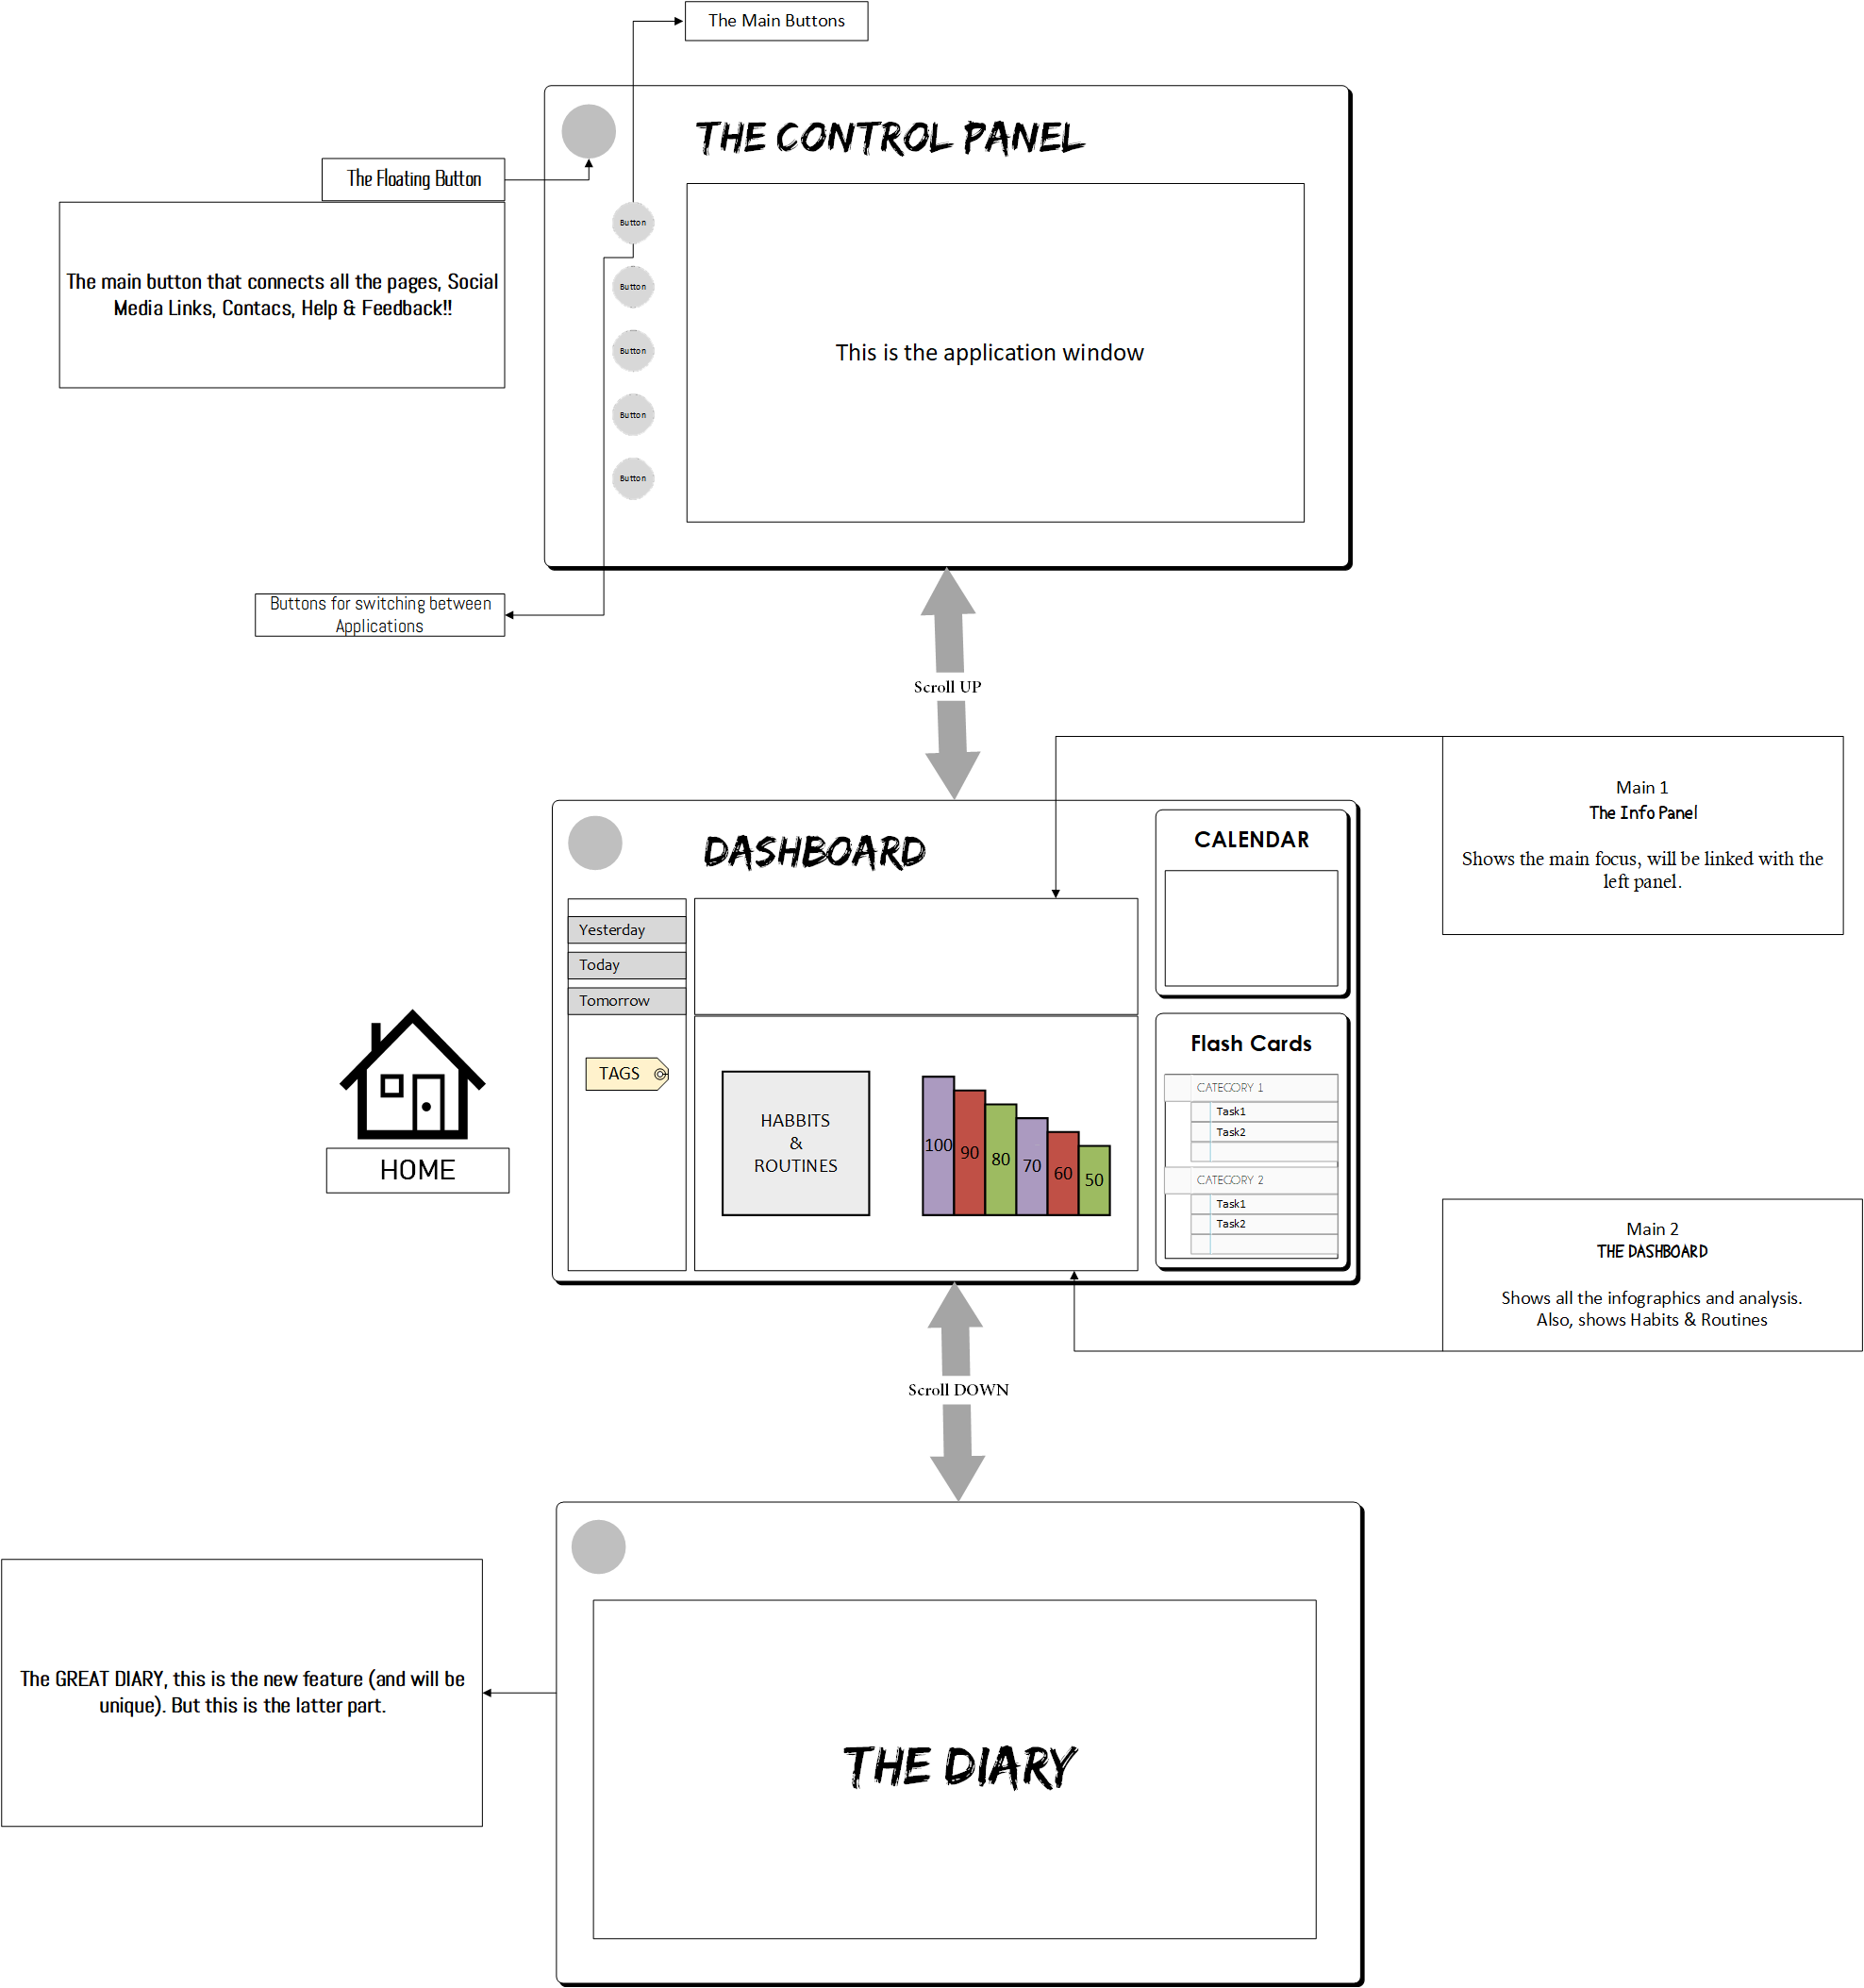 The Main Buttons
THE CONTROL PANEL
The Floating Button
The main button that connects all the pages, Social
Media Links, Contacs, Help & Feedback!!
Button
Button
Button
Button
Button
This is the application window
Buttons for switching between
Applications
Scroll UP
Main 1
The Info Panel
Shows the main focus, will be linked with the
left panel.
DASHBOARD
CALENDAR
Yesterday
Today
Tomorrow
TAGS
HABBITS
&
ROUTINES
100
90
80
70
60
50
Flash Cards
CATEGORY 1
Task1
Task2
CATEGORY 2
Task1
Task2
HOME
Main 2
THE DASHBOARD
Shows all the infographics and analysis.
Also, shows Habits & Routines
Scroll DOWN
The GREAT DIARY, this is the new feature (and will be
unique). But this is the latter part.
THE DIARY